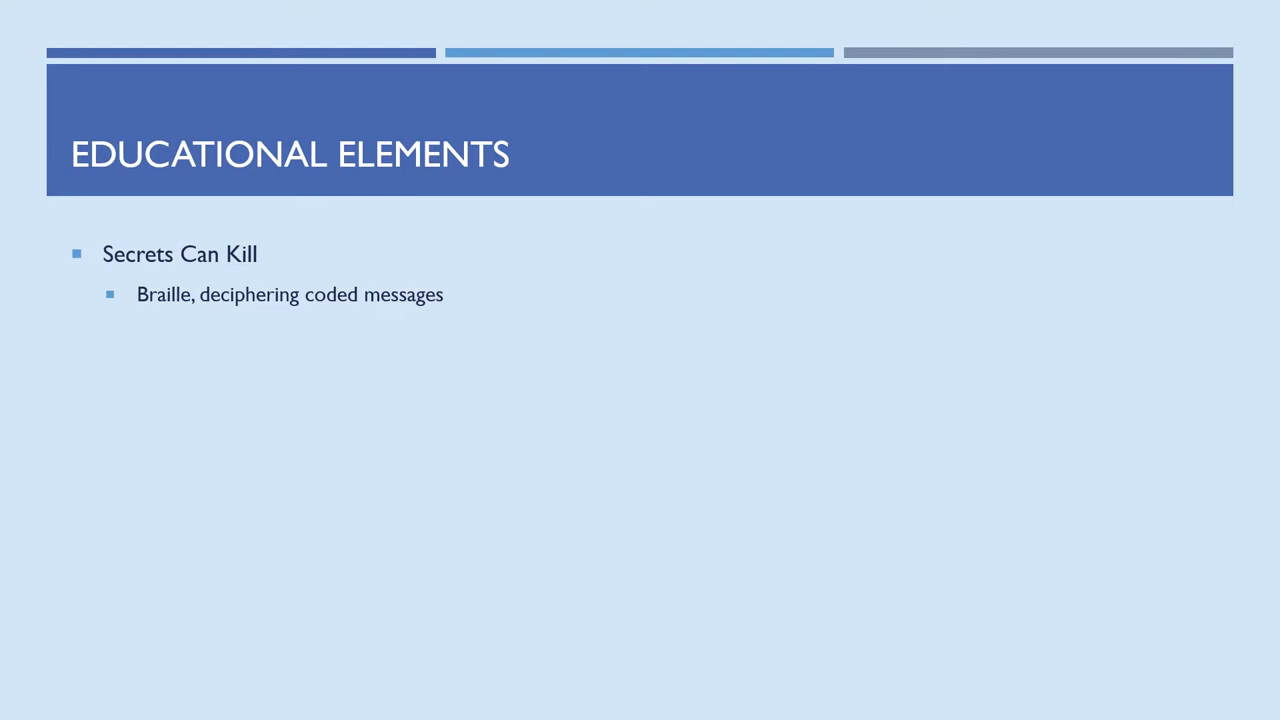 EDUCATIONAL ELEMENTS
Secrets Can Kill
Braille, deciphering coded messages